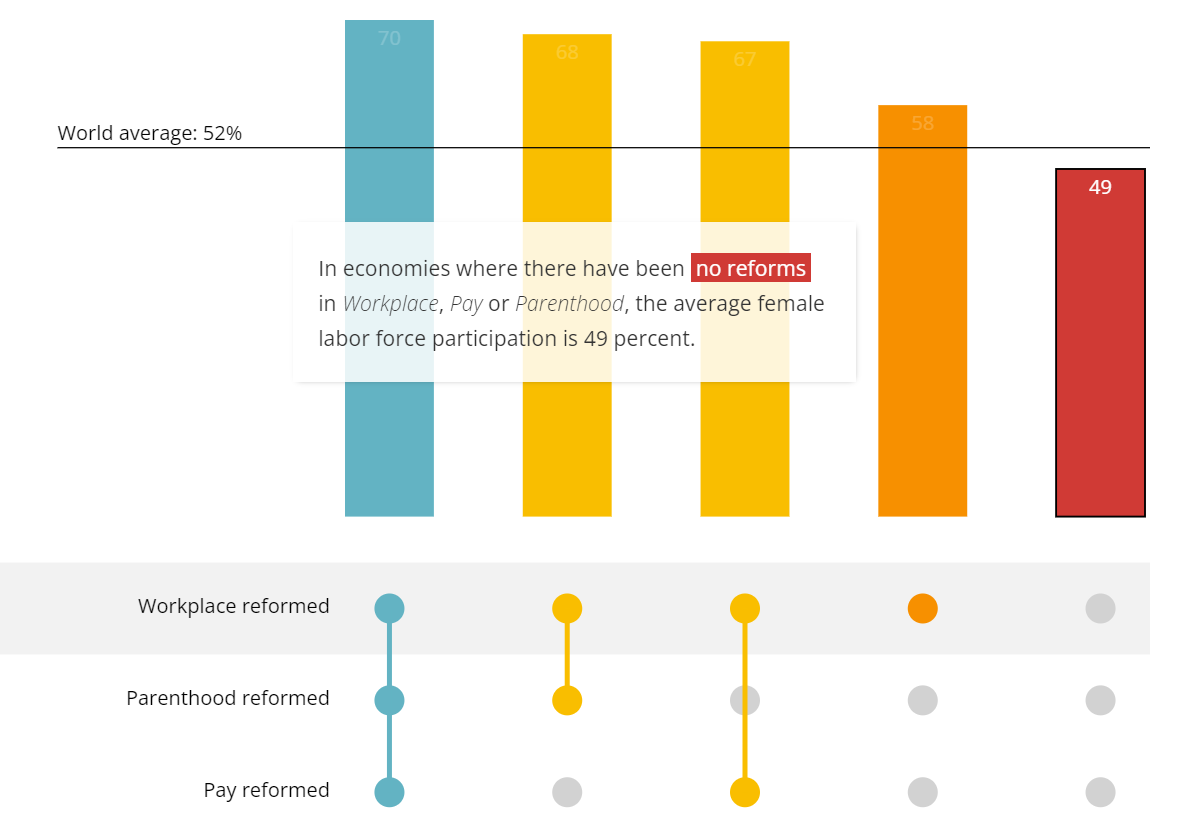 70
68
67
58
World average: 52%
49
In economies where there have been no reforms
in Workplace, Pay or Parenthood, the average female
labor force participation is 49 percent.
Workplace reformed
Parenthood reformed
Pay reformed